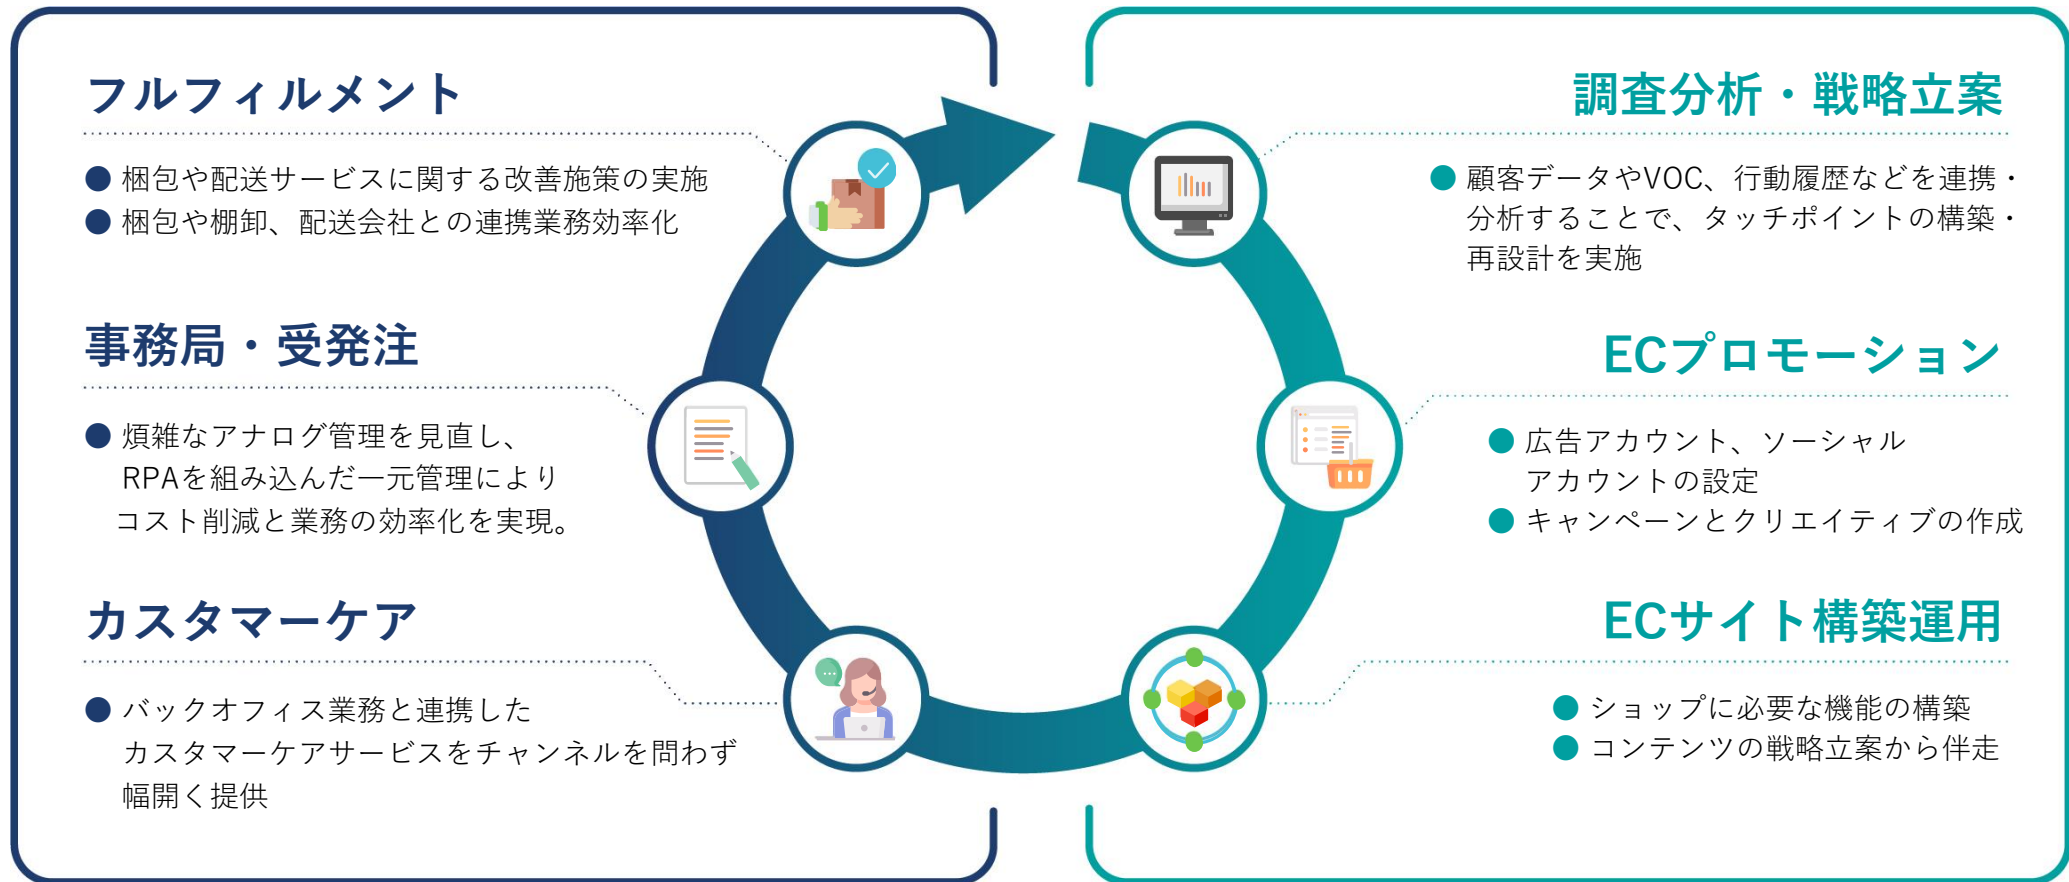 フルフィルメント
● 梱包や配送サービスに関する改善施策の実施
● 梱包や棚卸、配送会社との連携業務効率化
事務局・受発注
● 煩雑なアナログ管理を見直し、
RPAを組み込んだ一元管理により
コスト削減と業務の効率化を実現。
カスタマーケア
● バックオフィス業務と連携した
カスタマーケアサービスをチャンネルを問わず
幅開く提供
調査分析・戦略立案
● 顧客データやVOC、行動履歴などを連携・
分析することで、タッチポイントの構築・
再設計を実施
ECプロモーション
● 広告アカウント、ソーシャル
アカウントの設定
● キャンペーンとクリエイティブの作成
ECサイト構築運用
● ショップに必要な機能の構築
● コンテンツの戦略立案から伴走